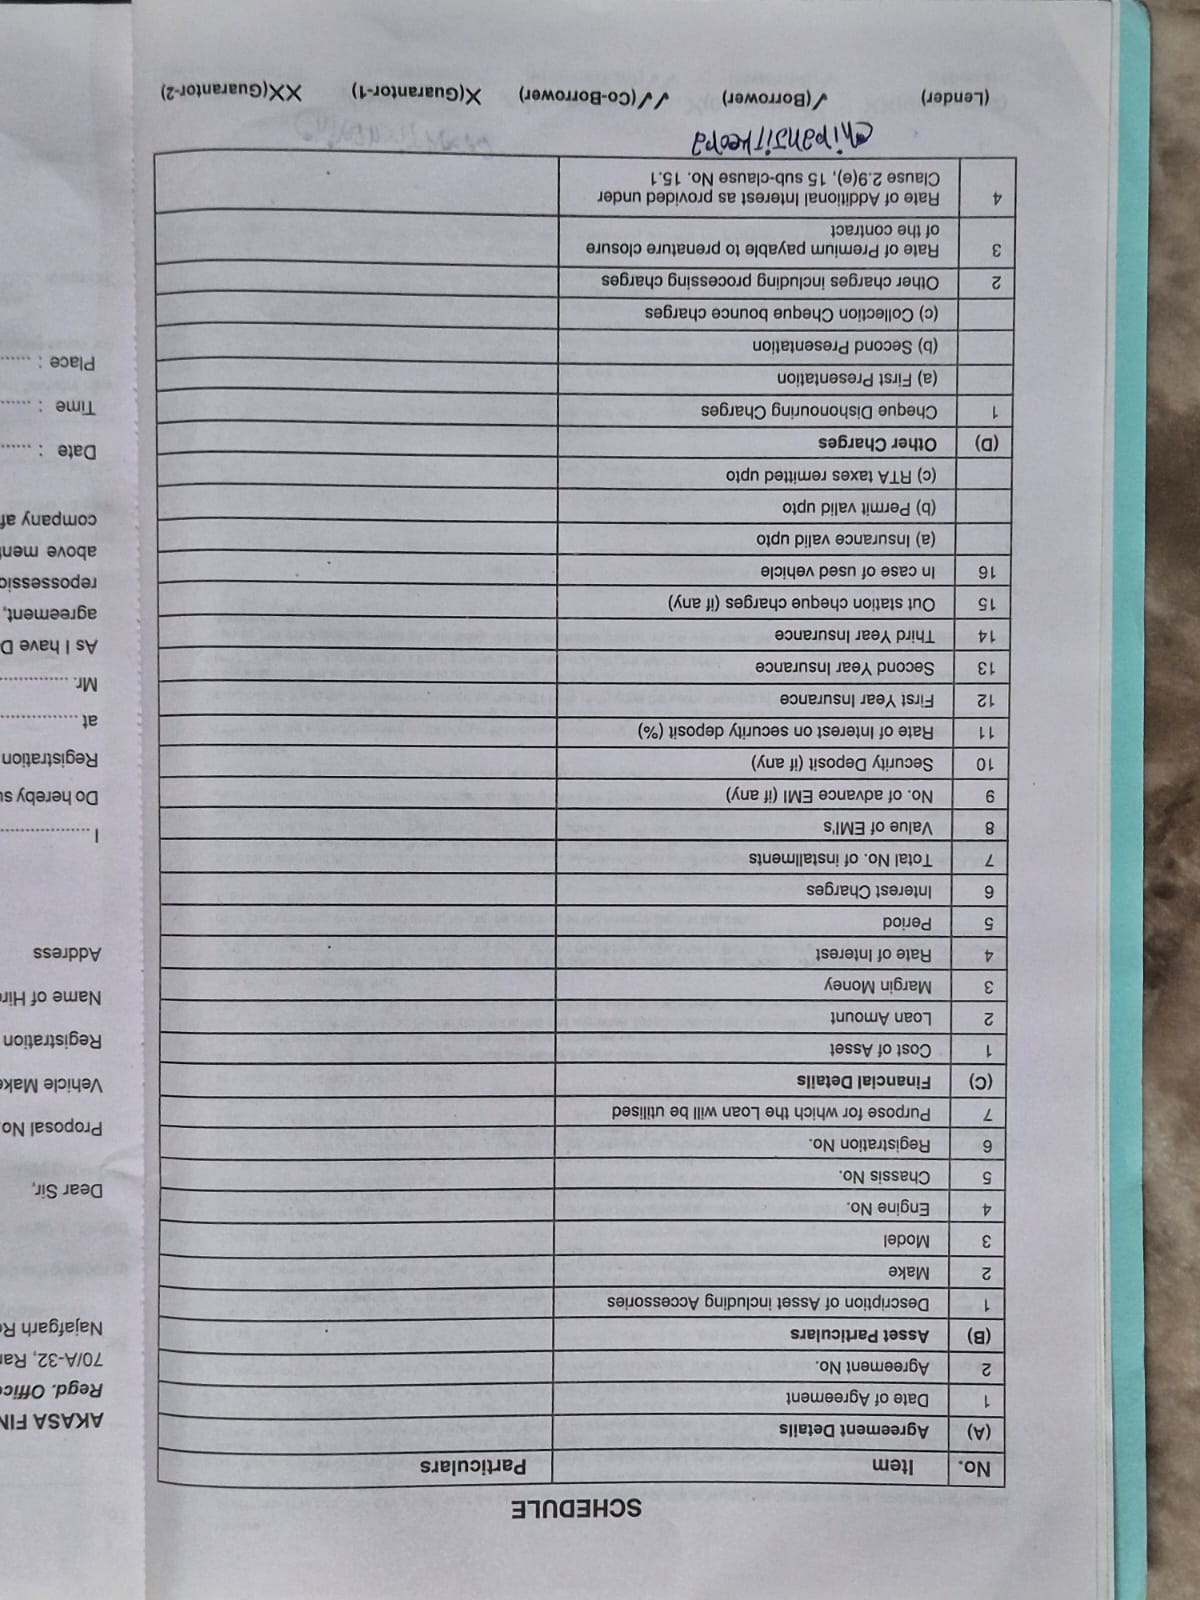 SCHEDULE
No. Item Particulars
(A) Agreement Details
1 Date of Agreement
2 Agreement No.
(B) Asset Particulars
1 Description of Asset including Accessories
2 Make
3 Model
4 Engine No.
5 Chassis No.
6 Registration No.
7 Purpose for which the Loan will be utilised
(C) Financial Details
1 Cost of Asset
2 Loan Amount
3 Margin Money
4 Rate of Interest
5 Period
6 Interest Charges
7 Total No. of installments
8 Value of EMI's
9 No. of advance EMI (if any)
10 Security Deposit (if any)
11 Rate of Interest on security deposit (%)
12 First Year Insurance
13 Second Year Insurance
14 Third Year Insurance
15 Out station cheque charges (if any)
16 In case of used vehicle
(a) Insurance valid upto
(b) Permit valid upto
(c) RTA taxes remitted upto
(D) Other Charges
1 Cheque Dishonouring Charges
(a) First Presentation
(b) Second Presentation
(c) Collection Cheque bounce charges
2 Other charges including processing charges
3 Rate of Premium payable to prenature closure
of the contract
4 Rate of Additional Interest as provided under
Clause 2.9(e), 15 sub-clause No. 15.1
ChiranJitKeora
(Lender) ✓(Borrower) ✓✓(Co-Borrower) X(Guarantor-1) XX(Guarantor-2)
AKASA FIN
Regd. Offic
70/A-32, Ra
Najafgarh R
Dear Sir,
Proposal No.
Vehicle Make
Registration
Name of Hir
Address
I ..................
Do hereby su
Registration
at ...............
Mr. .............
As I have D
agreement,
repossessio
above ment
company af
Date : ......
Time : ......
Place : ......